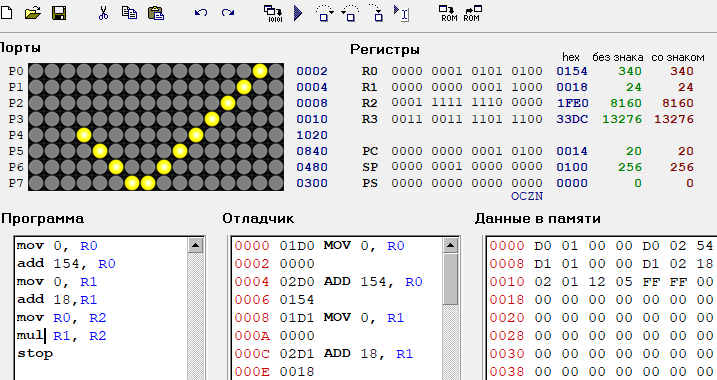 ROM ROM
Порты
P0 0002
P1 0004
P2 0008
P3 0010
P4 1020
P5 0840
P6 0480
P7 0300
Регистры hex без знака со знаком
R0 0000 0001 0101 0100 0154 340 340
R1 0000 0000 0001 1000 0018 24 24
R2 0001 1111 1110 0000 1FE0 8160 8160
R3 0011 0011 1101 1100 33DC 13276 13276
PC 0000 0000 0001 0100 0014 20 20
SP 0000 0001 0000 0000 0100 256 256
PS 0000 0000 0000 0000 0000 0 0
OCZN
Программа
mov 0, R0
add 154, R0
mov 0, R1
add 18,R1
mov R0, R2
mul R1, R2
stop
Отладчик
0000 01D0 MOV 0, R0
0002 0000
0004 02D0 ADD 154, R0
0006 0154
0008 01D1 MOV 0, R1
000A 0000
000C 02D1 ADD 18, R1
000E 0018
Данные в памяти
0000 D0 01 00 00 D0 02 54
0008 D1 01 00 00 D1 02 18
0010 02 01 12 05 FF FF 00
0018 00 00 00 00 00 00 00
0020 00 00 00 00 00 00 00
0028 00 00 00 00 00 00 00
0030 00 00 00 00 00 00 00
0038 00 00 00 00 00 00 00